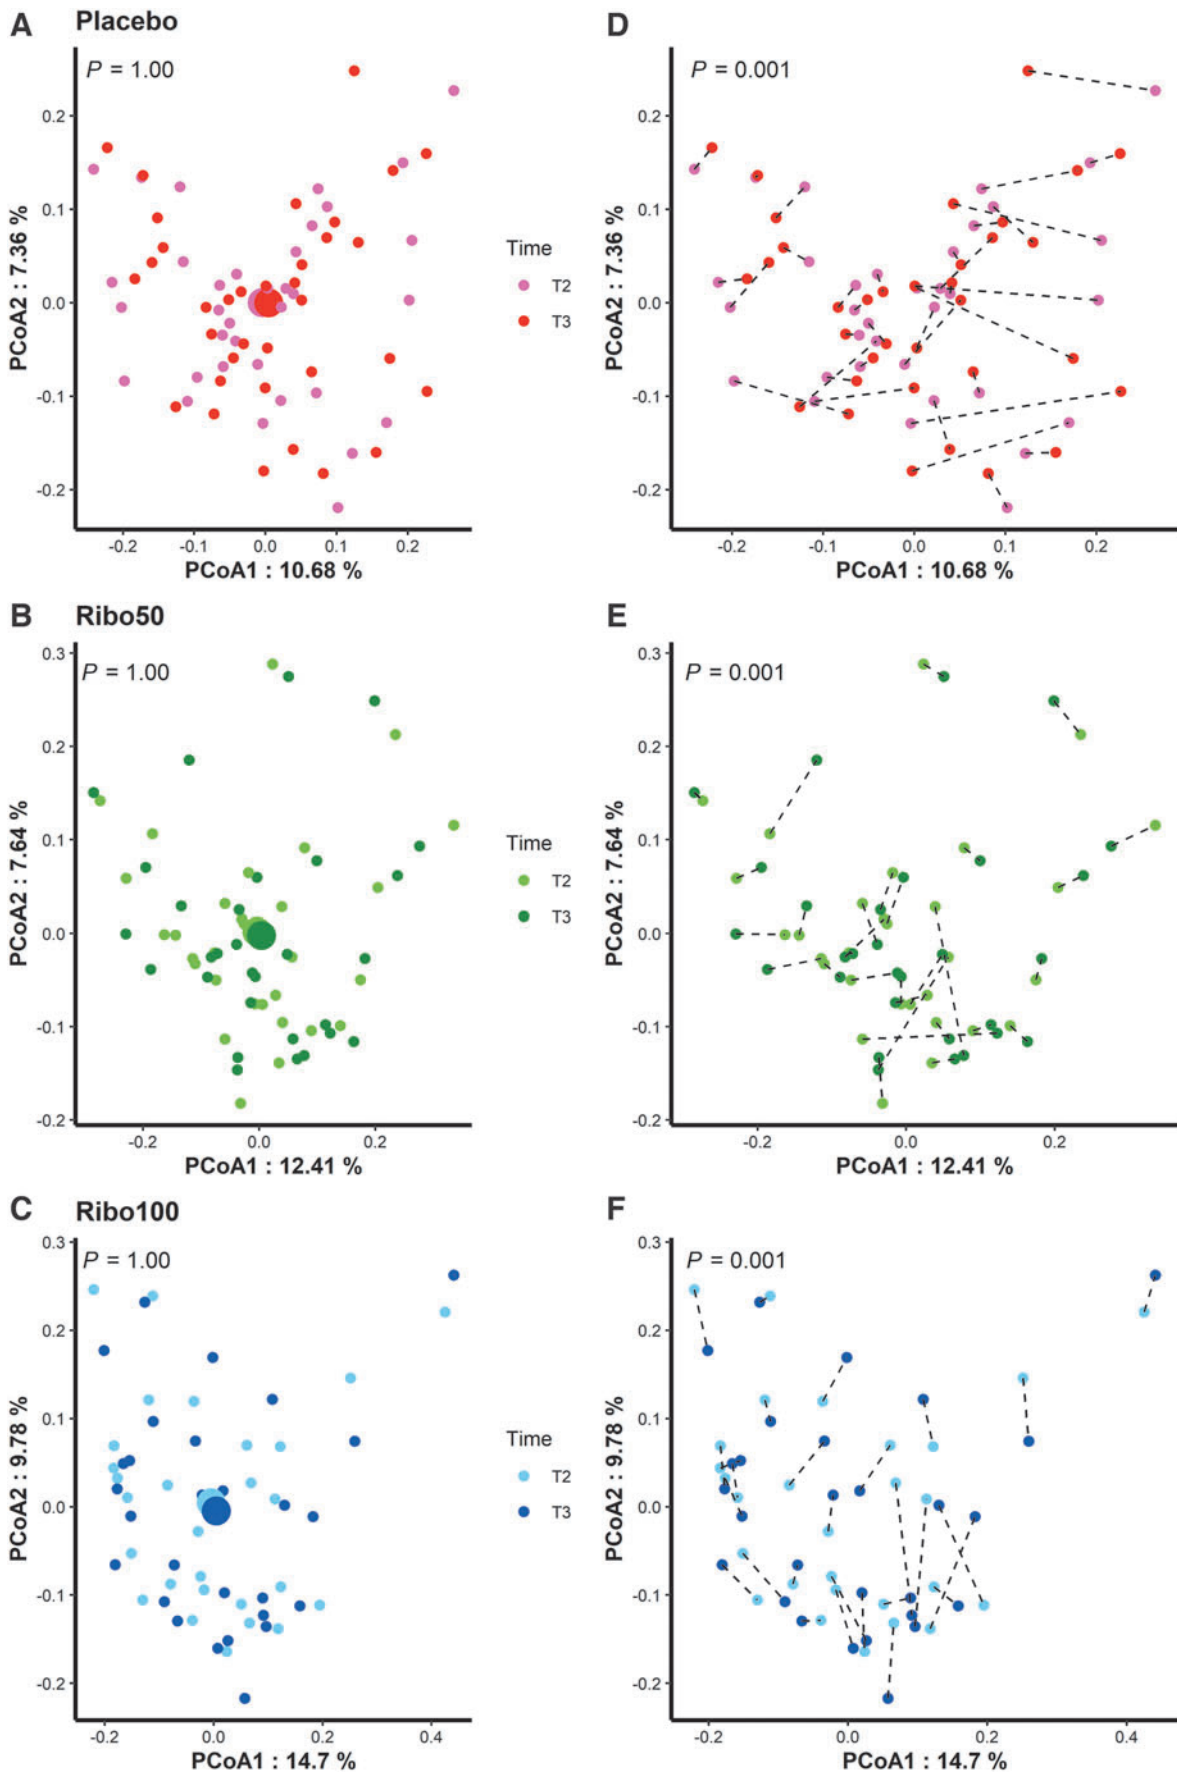 A Placebo
P = 1.00
PCoA2 : 7.36 %
0.2
0.1
0.0
-0.1
-0.2
-0.2 -0.1 0.0 0.1 0.2
PCoA1 : 10.68 %
Time
T2
T3
D
P = 0.001
PCoA2 : 7.36 %
0.2
0.1
0.0
-0.1
-0.2
-0.2 -0.1 0.0 0.1 0.2
PCoA1 : 10.68 %
B Ribo50
P = 1.00
PCoA2 : 7.64 %
0.3
0.2
0.1
0.0
-0.1
-0.2
-0.2 0.0 0.2
PCoA1 : 12.41 %
Time
T2
T3
E
P = 0.001
PCoA2 : 7.64 %
0.3
0.2
0.1
0.0
-0.1
-0.2
-0.2 0.0 0.2
PCoA1 : 12.41 %
C Ribo100
P = 1.00
PCoA2 : 9.78 %
0.3
0.2
0.1
0.0
-0.1
-0.2
-0.2 0.0 0.2 0.4
PCoA1 : 14.7 %
Time
T2
T3
F
P = 0.001
PCoA2 : 9.78 %
0.3
0.2
0.1
0.0
-0.1
-0.2
-0.2 0.0 0.2 0.4
PCoA1 : 14.7 %